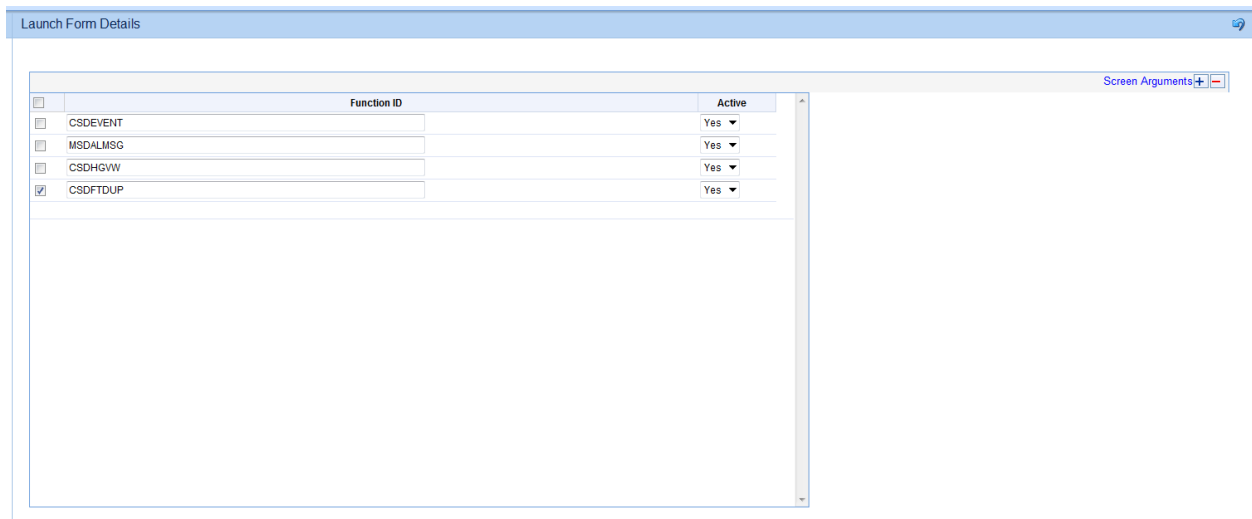 Launch Form Details
Screen Arguments
Function ID Active
CSDEVENT Yes
MSDALMSG Yes
CSDHGVW Yes
CSDFTDUP Yes